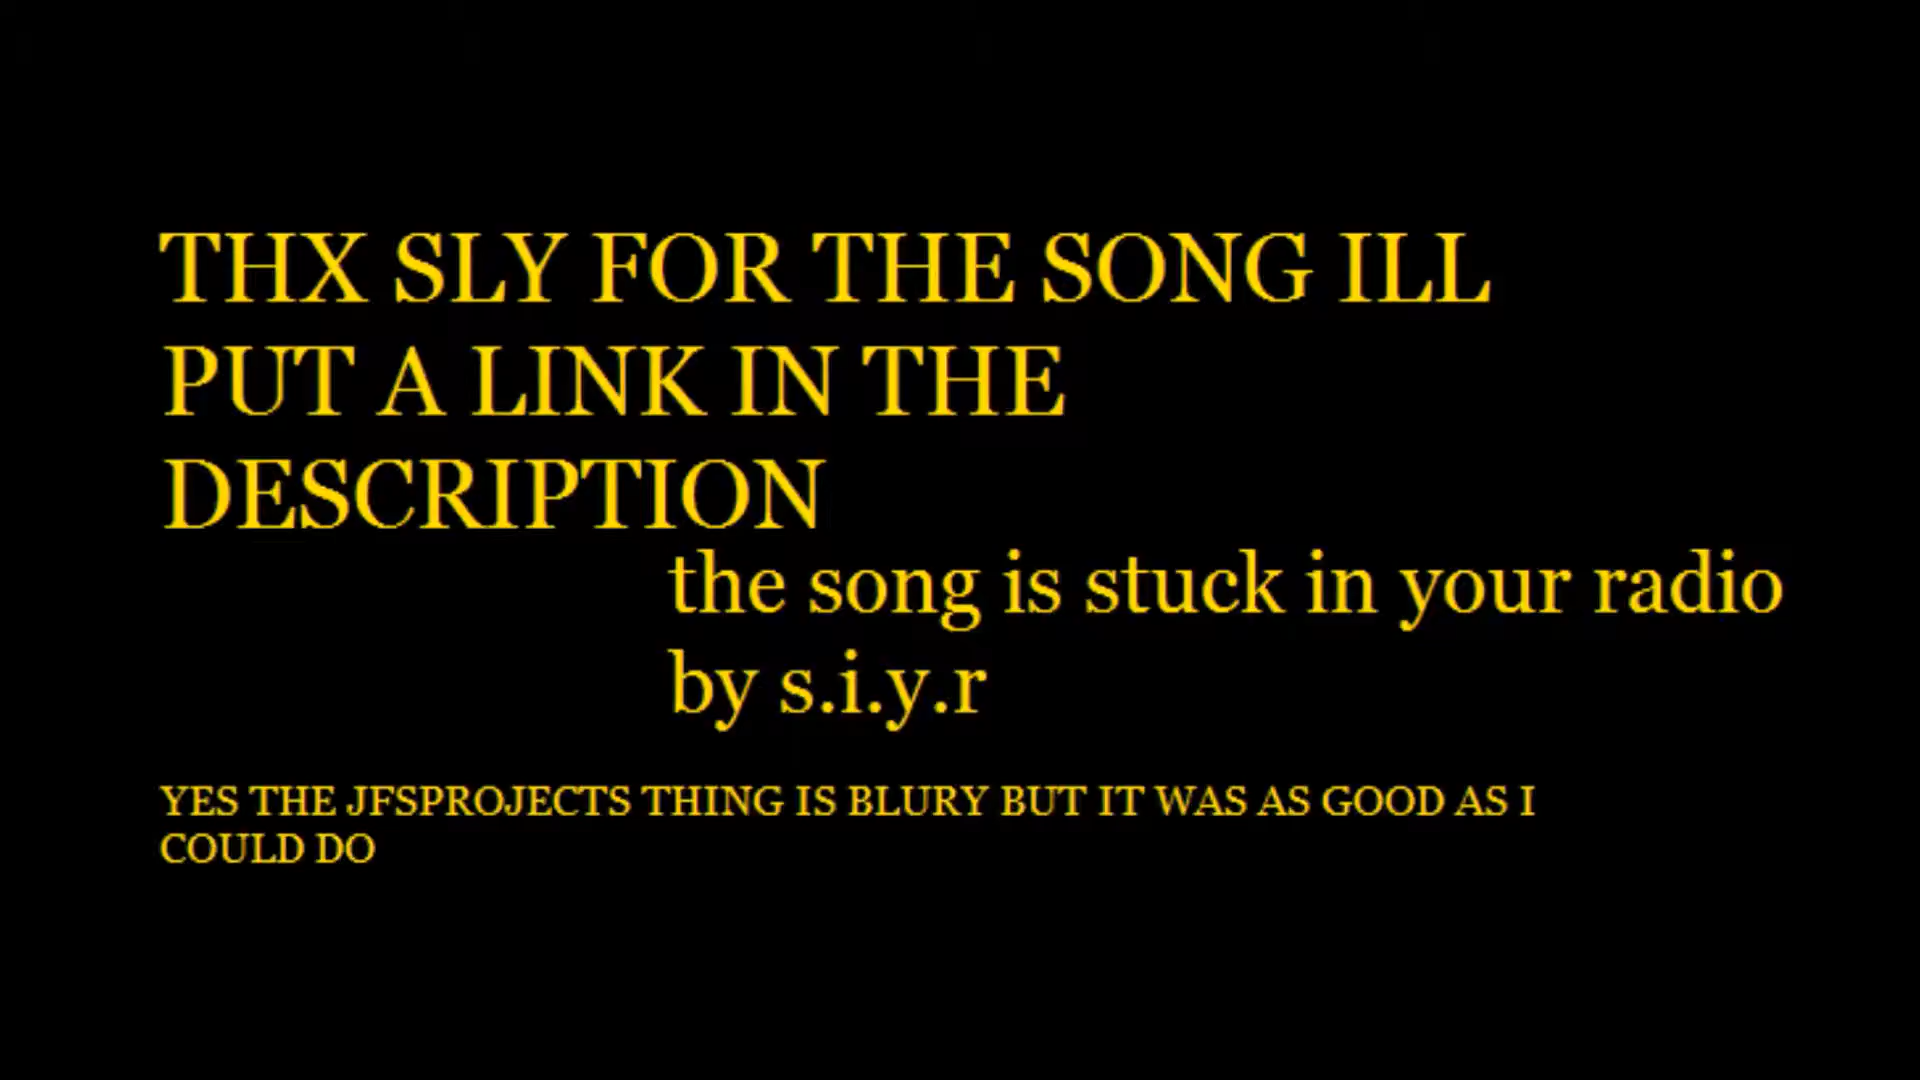 THX SLY FOR THE SONG ILL
PUT A LINK IN THE
DESCRIPTION
the song is stuck in your radio
by s.i.y.r
YES THE JFSPROJECTS THING IS BLURY BUT IT WAS AS GOOD AS I
COULD DO